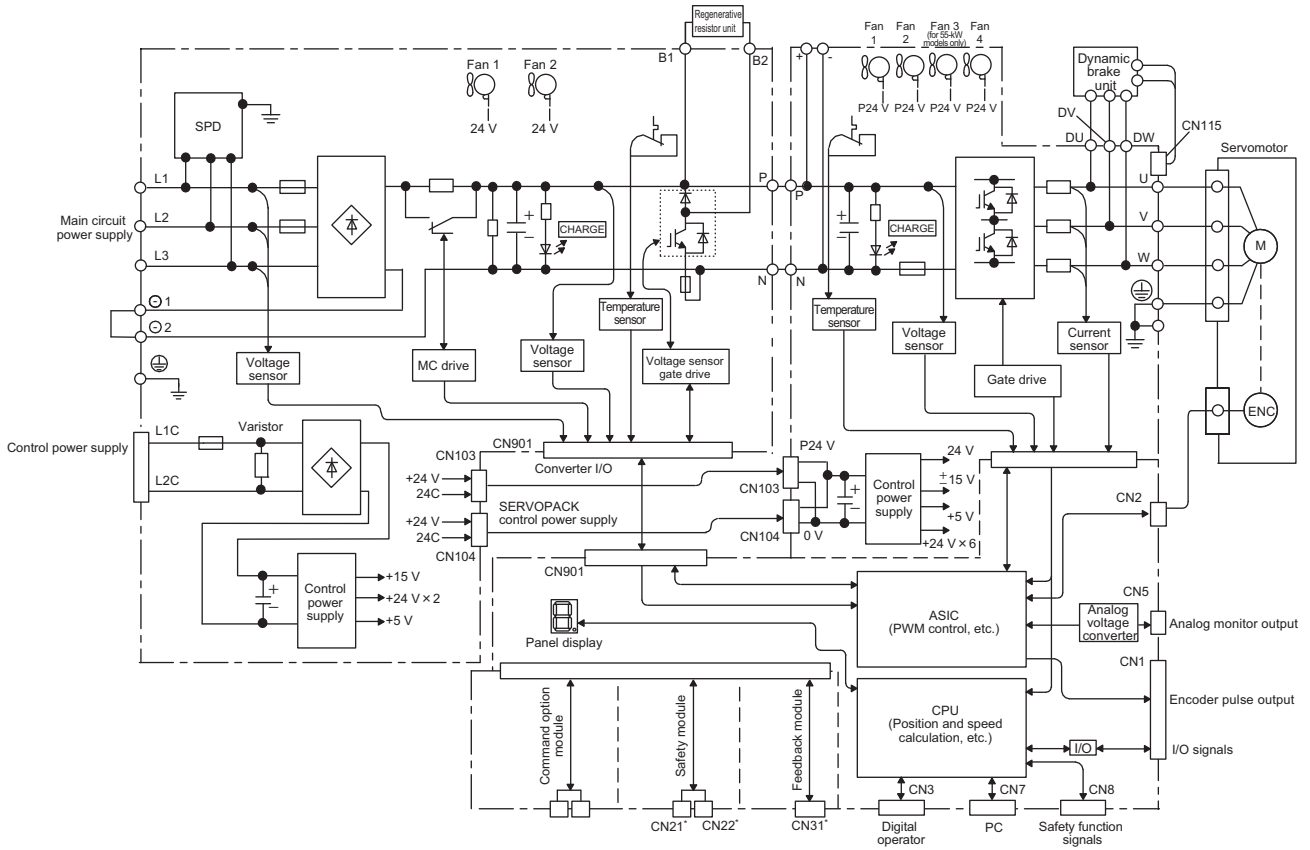 Regenerative
resistor unit
B1
B2
Fan 1
Fan 2
24 V
24 V
SPD
+
-
Fan
1
Fan
2
Fan 3
(for 55-kW
models only)
Fan
4
P24 V
P24 V
P24 V
P24 V
Dynamic
brake
unit
DV
DU
DW
CN115
Servomotor
Main circuit
power supply
L1
L2
L3
⊖ 1
⊖ 2
+
−
CHARGE
P
P
N
N
+
−
CHARGE
U
V
W
M
Voltage
sensor
MC drive
Voltage
sensor
Temperature
sensor
Voltage sensor
gate drive
Temperature
sensor
Voltage
sensor
Gate drive
Current
sensor
ENC
Control power supply
L1C
L2C
Varistor
+
−
Control
power
supply
+15 V
+24 V × 2
+5 V
CN901
Converter I/O
CN103
+24 V
24C
+24 V
24C
CN104
SERVOPACK
control power supply
P24 V
CN103
CN104
0 V
+
−
Control
power
supply
24 V
±15 V
+5 V
+24 V × 6
CN2
CN901
Panel display
ASIC
(PWM control, etc.)
CN5
Analog
voltage
converter
Analog monitor output
CN1
Encoder pulse output
CPU
(Position and speed
calculation, etc.)
I/O
I/O signals
Command option
module
Safety module
Feedback module
CN21*
CN22*
CN31*
CN3
CN7
CN8
Digital
operator
PC
Safety function
signals